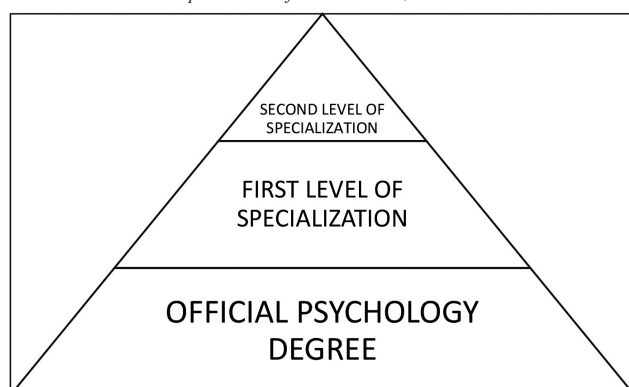 SECOND LEVEL OF
SPECIALIZATION
FIRST LEVEL OF
SPECIALIZATION
OFFICIAL PSYCHOLOGY
DEGREE